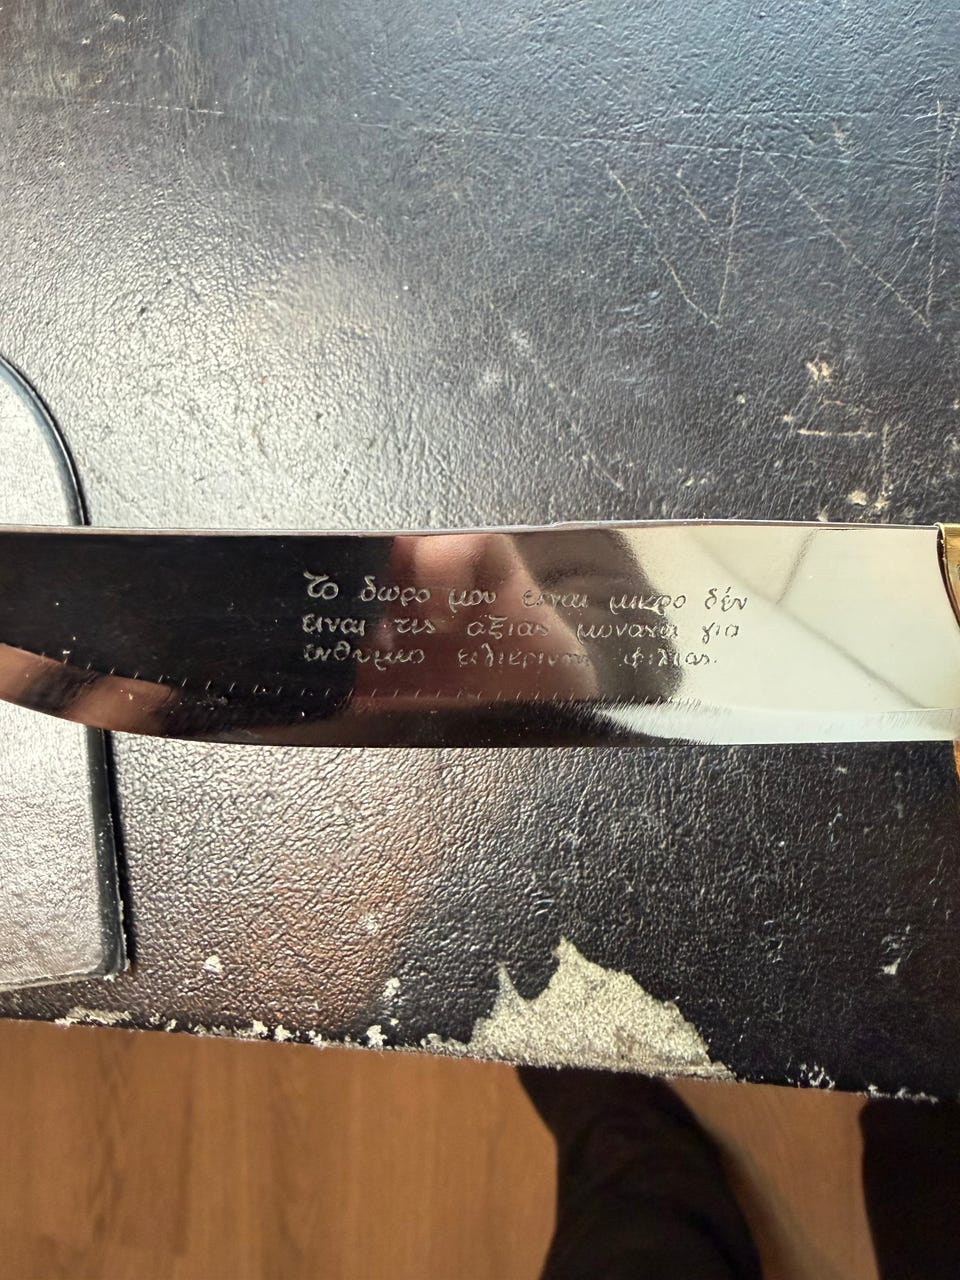 Το δωρο μου ειναι μικρο δέν
ειναι τις αξιας μοναχα για
ενθυμιο ειλικρινης φιλιας.